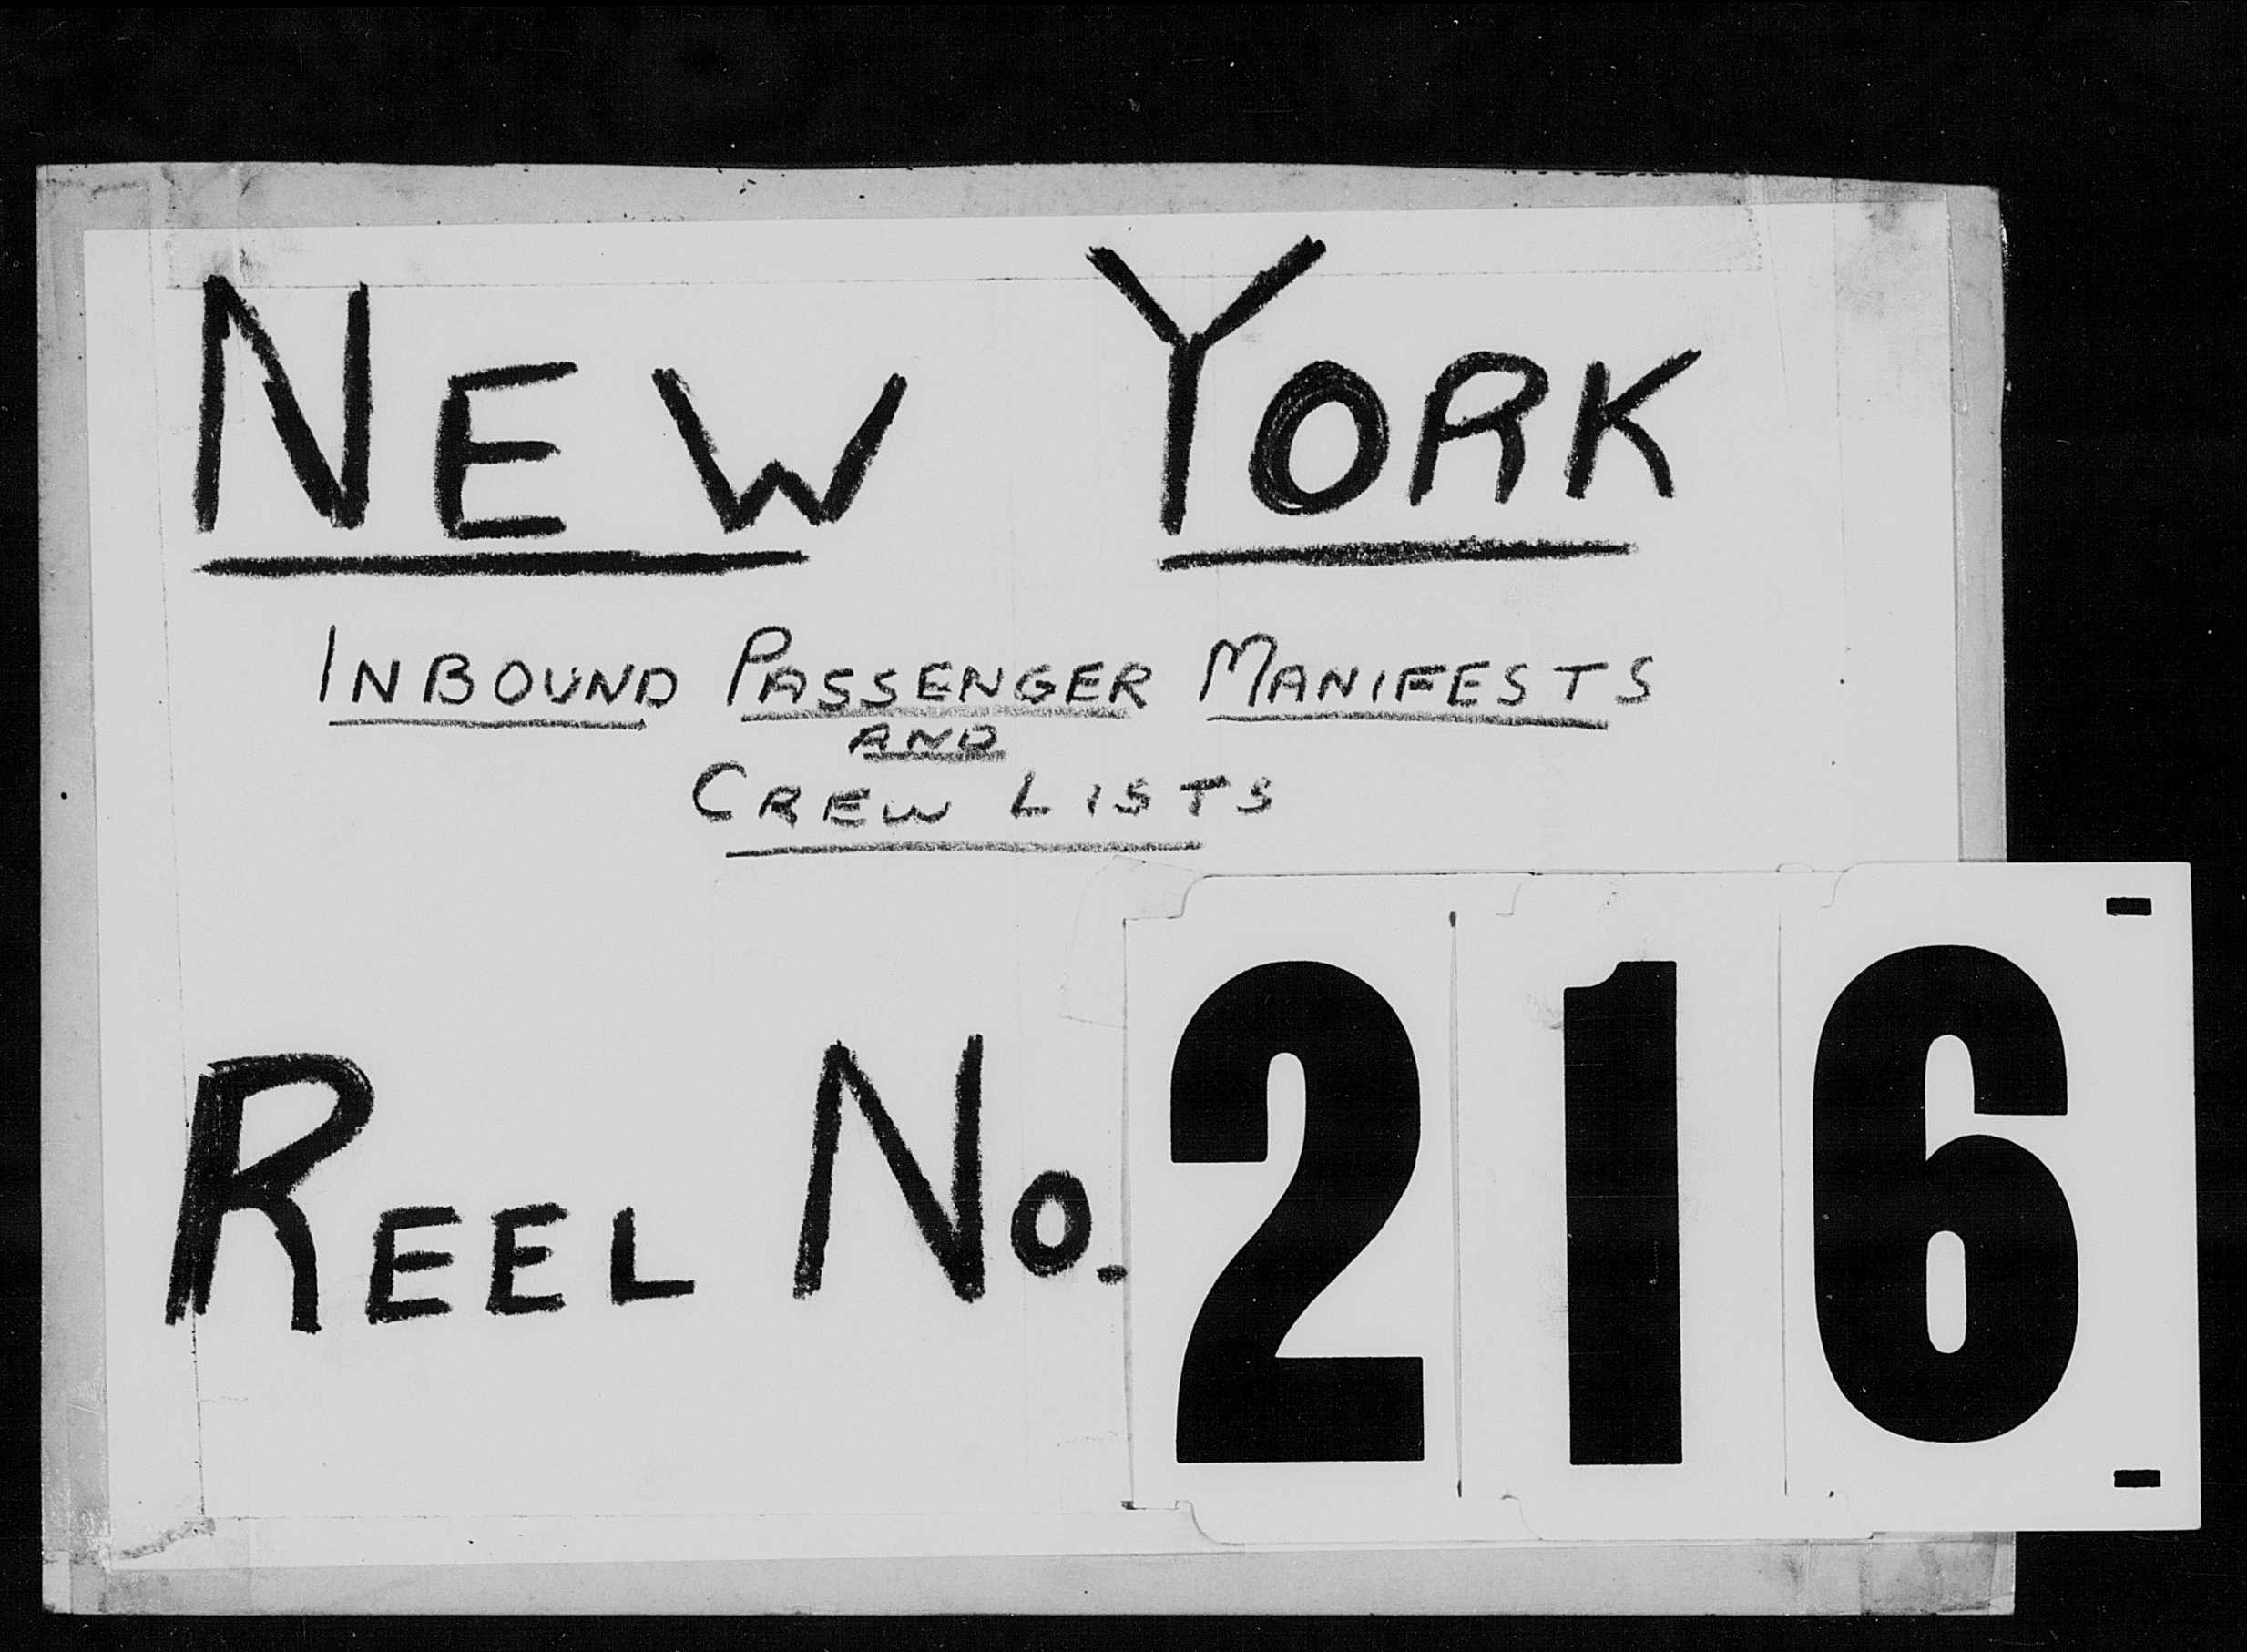 NEW YORK
INBOUND PASSENGER MANIFESTS
AND
CREW LISTS
REEL No. 216